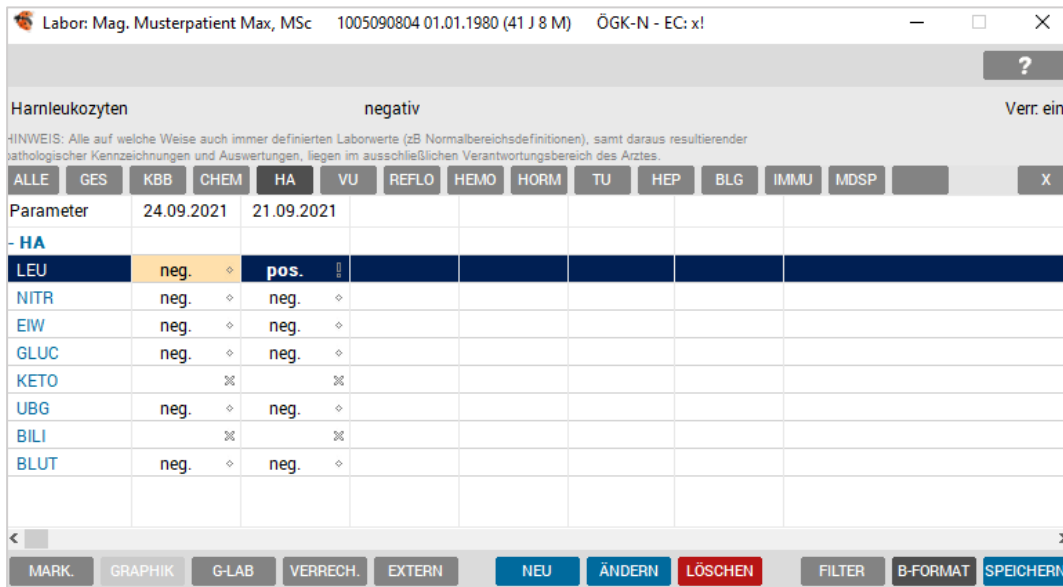 Labor: Mag. Musterpatient Max, MSc 1005090804 01.01.1980 (41 J 8 M) ÖGK-N - EC: x!
?
Harnleukozyten negativ Verr: ein
HINWEIS: Alle auf welche Weise auch immer definierten Laborwerte (zB Normalbereichsdefinitionen), samt daraus resultierender
pathologischer Kennzeichnungen und Auswertungen, liegen im ausschließlichen Verantwortungsbereich des Arztes.
ALLE GES KBB CHEM HA VU REFLO HEMO HORM TU HEP BLG IMMU MDSP X
Parameter 24.09.2021 21.09.2021
- HA
LEU neg. pos.
NITR neg. neg.
EIW neg. neg.
GLUC neg. neg.
KETO
UBG neg. neg.
BILI
BLUT neg. neg.
MARK. GRAPHIK G-LAB VERRECH. EXTERN NEU ÄNDERN LÖSCHEN FILTER B-FORMAT SPEICHERN